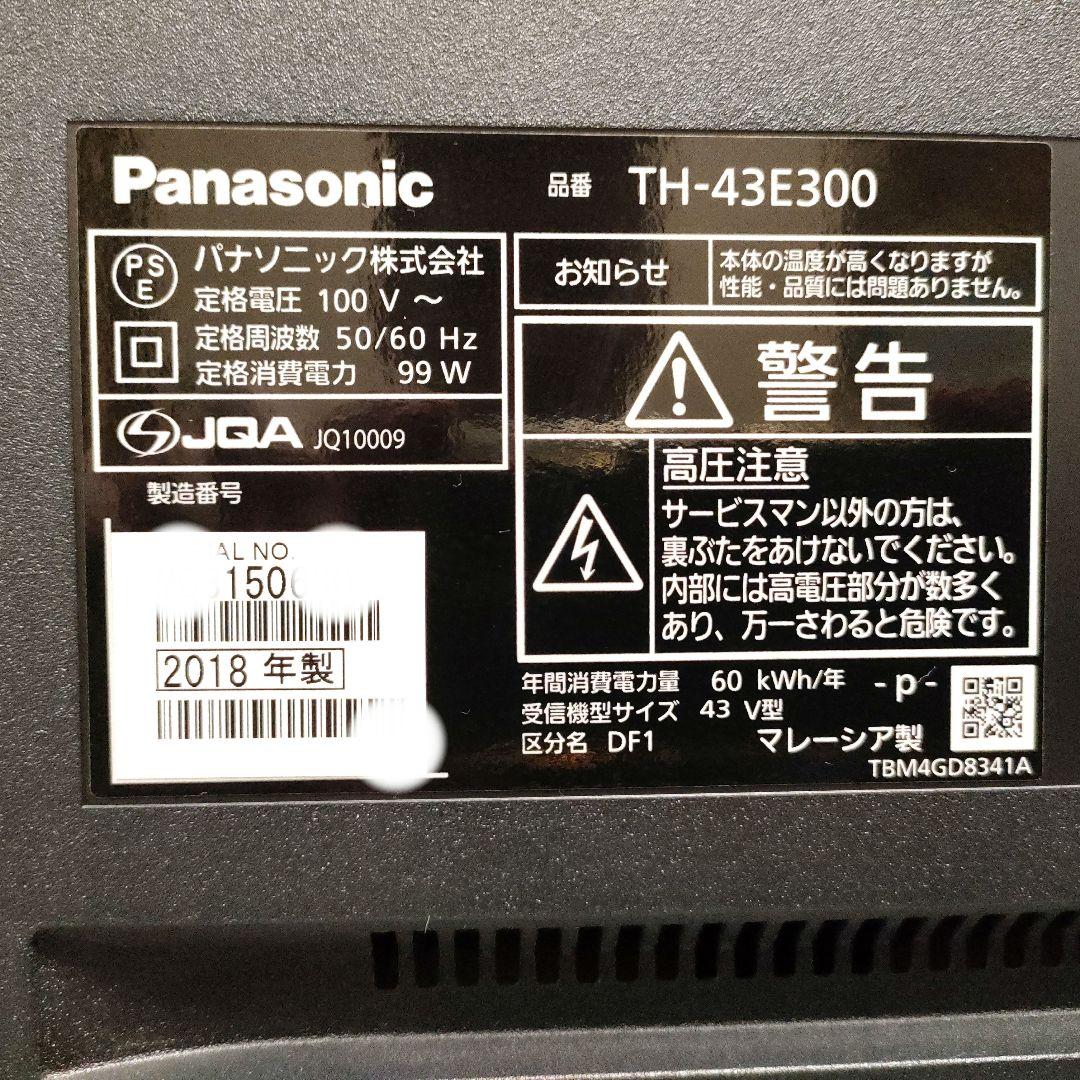 Panasonic
品番 TH-43E300
PS
E
パナソニック株式会社
定格電圧 100 V ～
定格周波数 50/60 Hz
定格消費電力 99 W
JQA JQ10009
製造番号
AL NO.
1506
2018 年製
お知らせ
本体の温度が高くなりますが
性能・品質には問題ありません。
警告
高圧注意
サービスマン以外の方は、
裏ぶたをあけないでください。
内部には高電圧部分が数多く
あり、万一さわると危険です。
年間消費電力量 60 kWh/年
受信機型サイズ 43 V型
区分名 DF1
-p-
マレーシア製
TBM4GD8341A